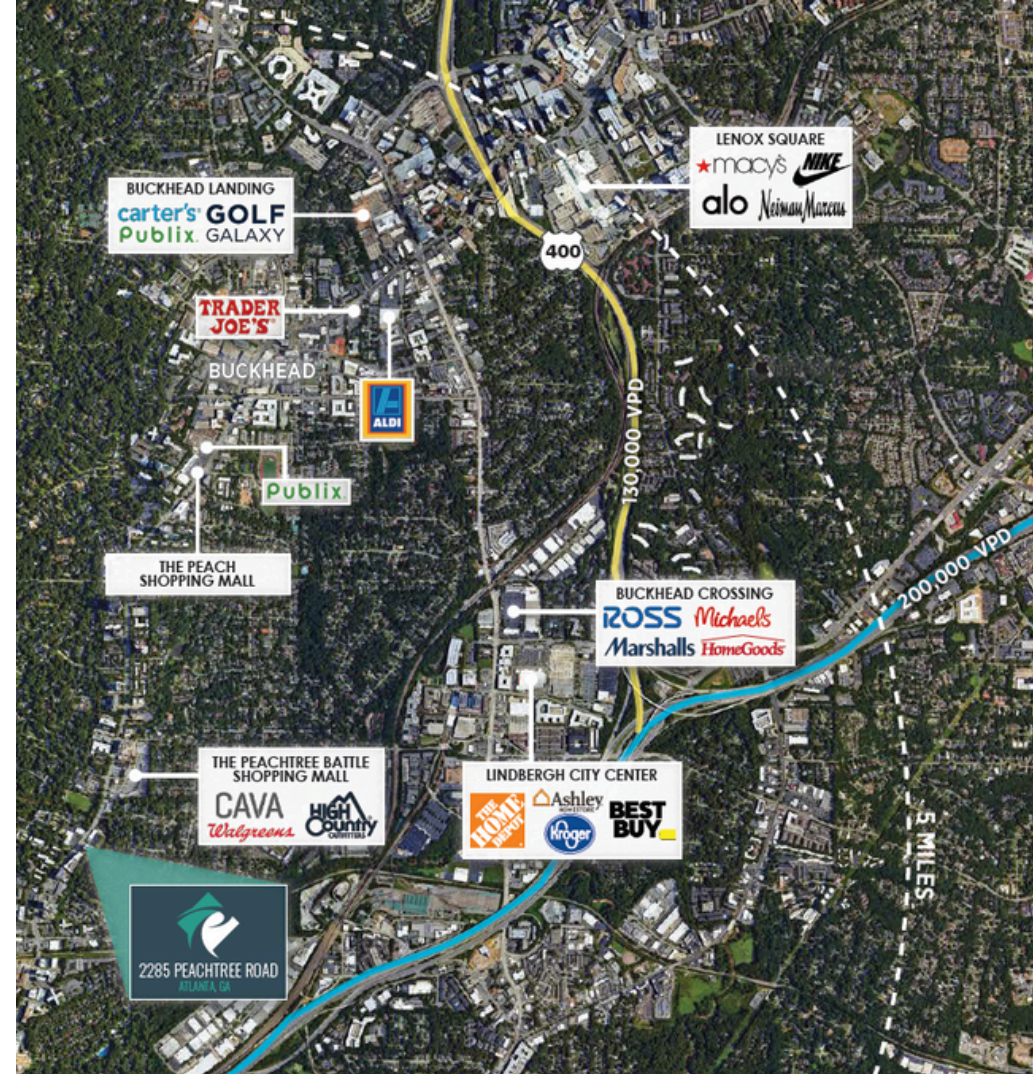 LENOX SQUARE
macy's NIKE
alo Neiman Marcus
BUCKHEAD LANDING
carter's GOLF
Publix. GALAXY
400
TRADER
JOE'S
BUCKHEAD
ALDI
130,000 VPD
Publix.
THE PEACH
SHOPPING MALL
200,000 VPD
BUCKHEAD CROSSING
ROSS Michaels
Marshalls HomeGoods
THE PEACHTREE BATTLE
SHOPPING MALL
CAVA
Walgreens
HIGH
Country
OUTFITTERS
LINDBERGH CITY CENTER
THE
HOME
DEPOT
Ashley
HOMESTORE
Kroger
BEST
BUY
5 MILES
2285 PEACHTREE ROAD
ATLANTA, GA